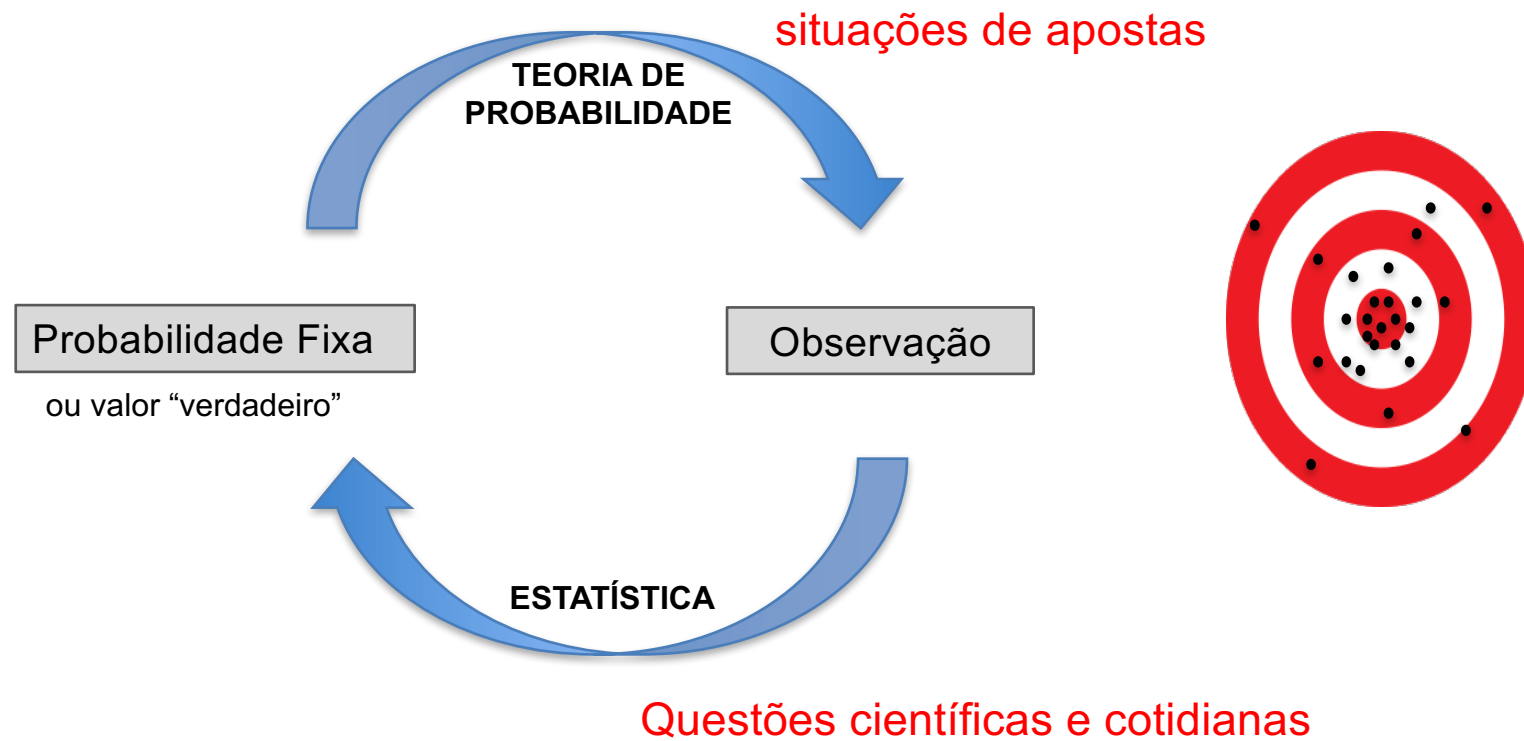 situações de apostas
TEORIA DE
PROBABILIDADE
Probabilidade Fixa
ou valor “verdadeiro”
Observação
ESTATÍSTICA
Questões científicas e cotidianas